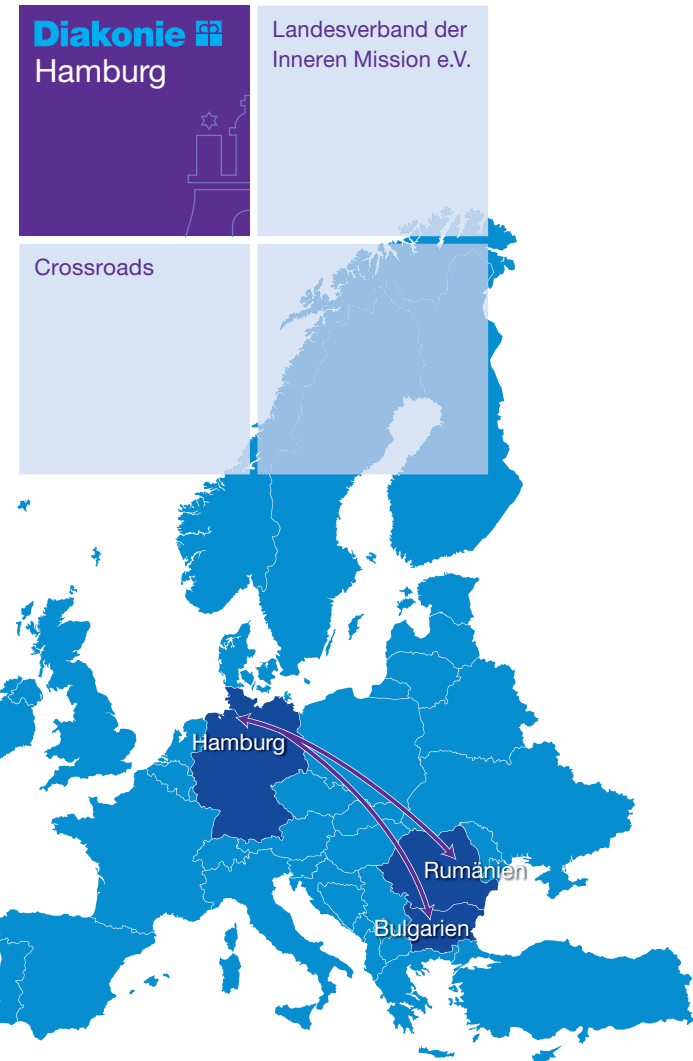 Diakonie
Hamburg
Landesverband der
Inneren Mission e.V.
Crossroads
Hamburg
Rumänien
Bulgarien